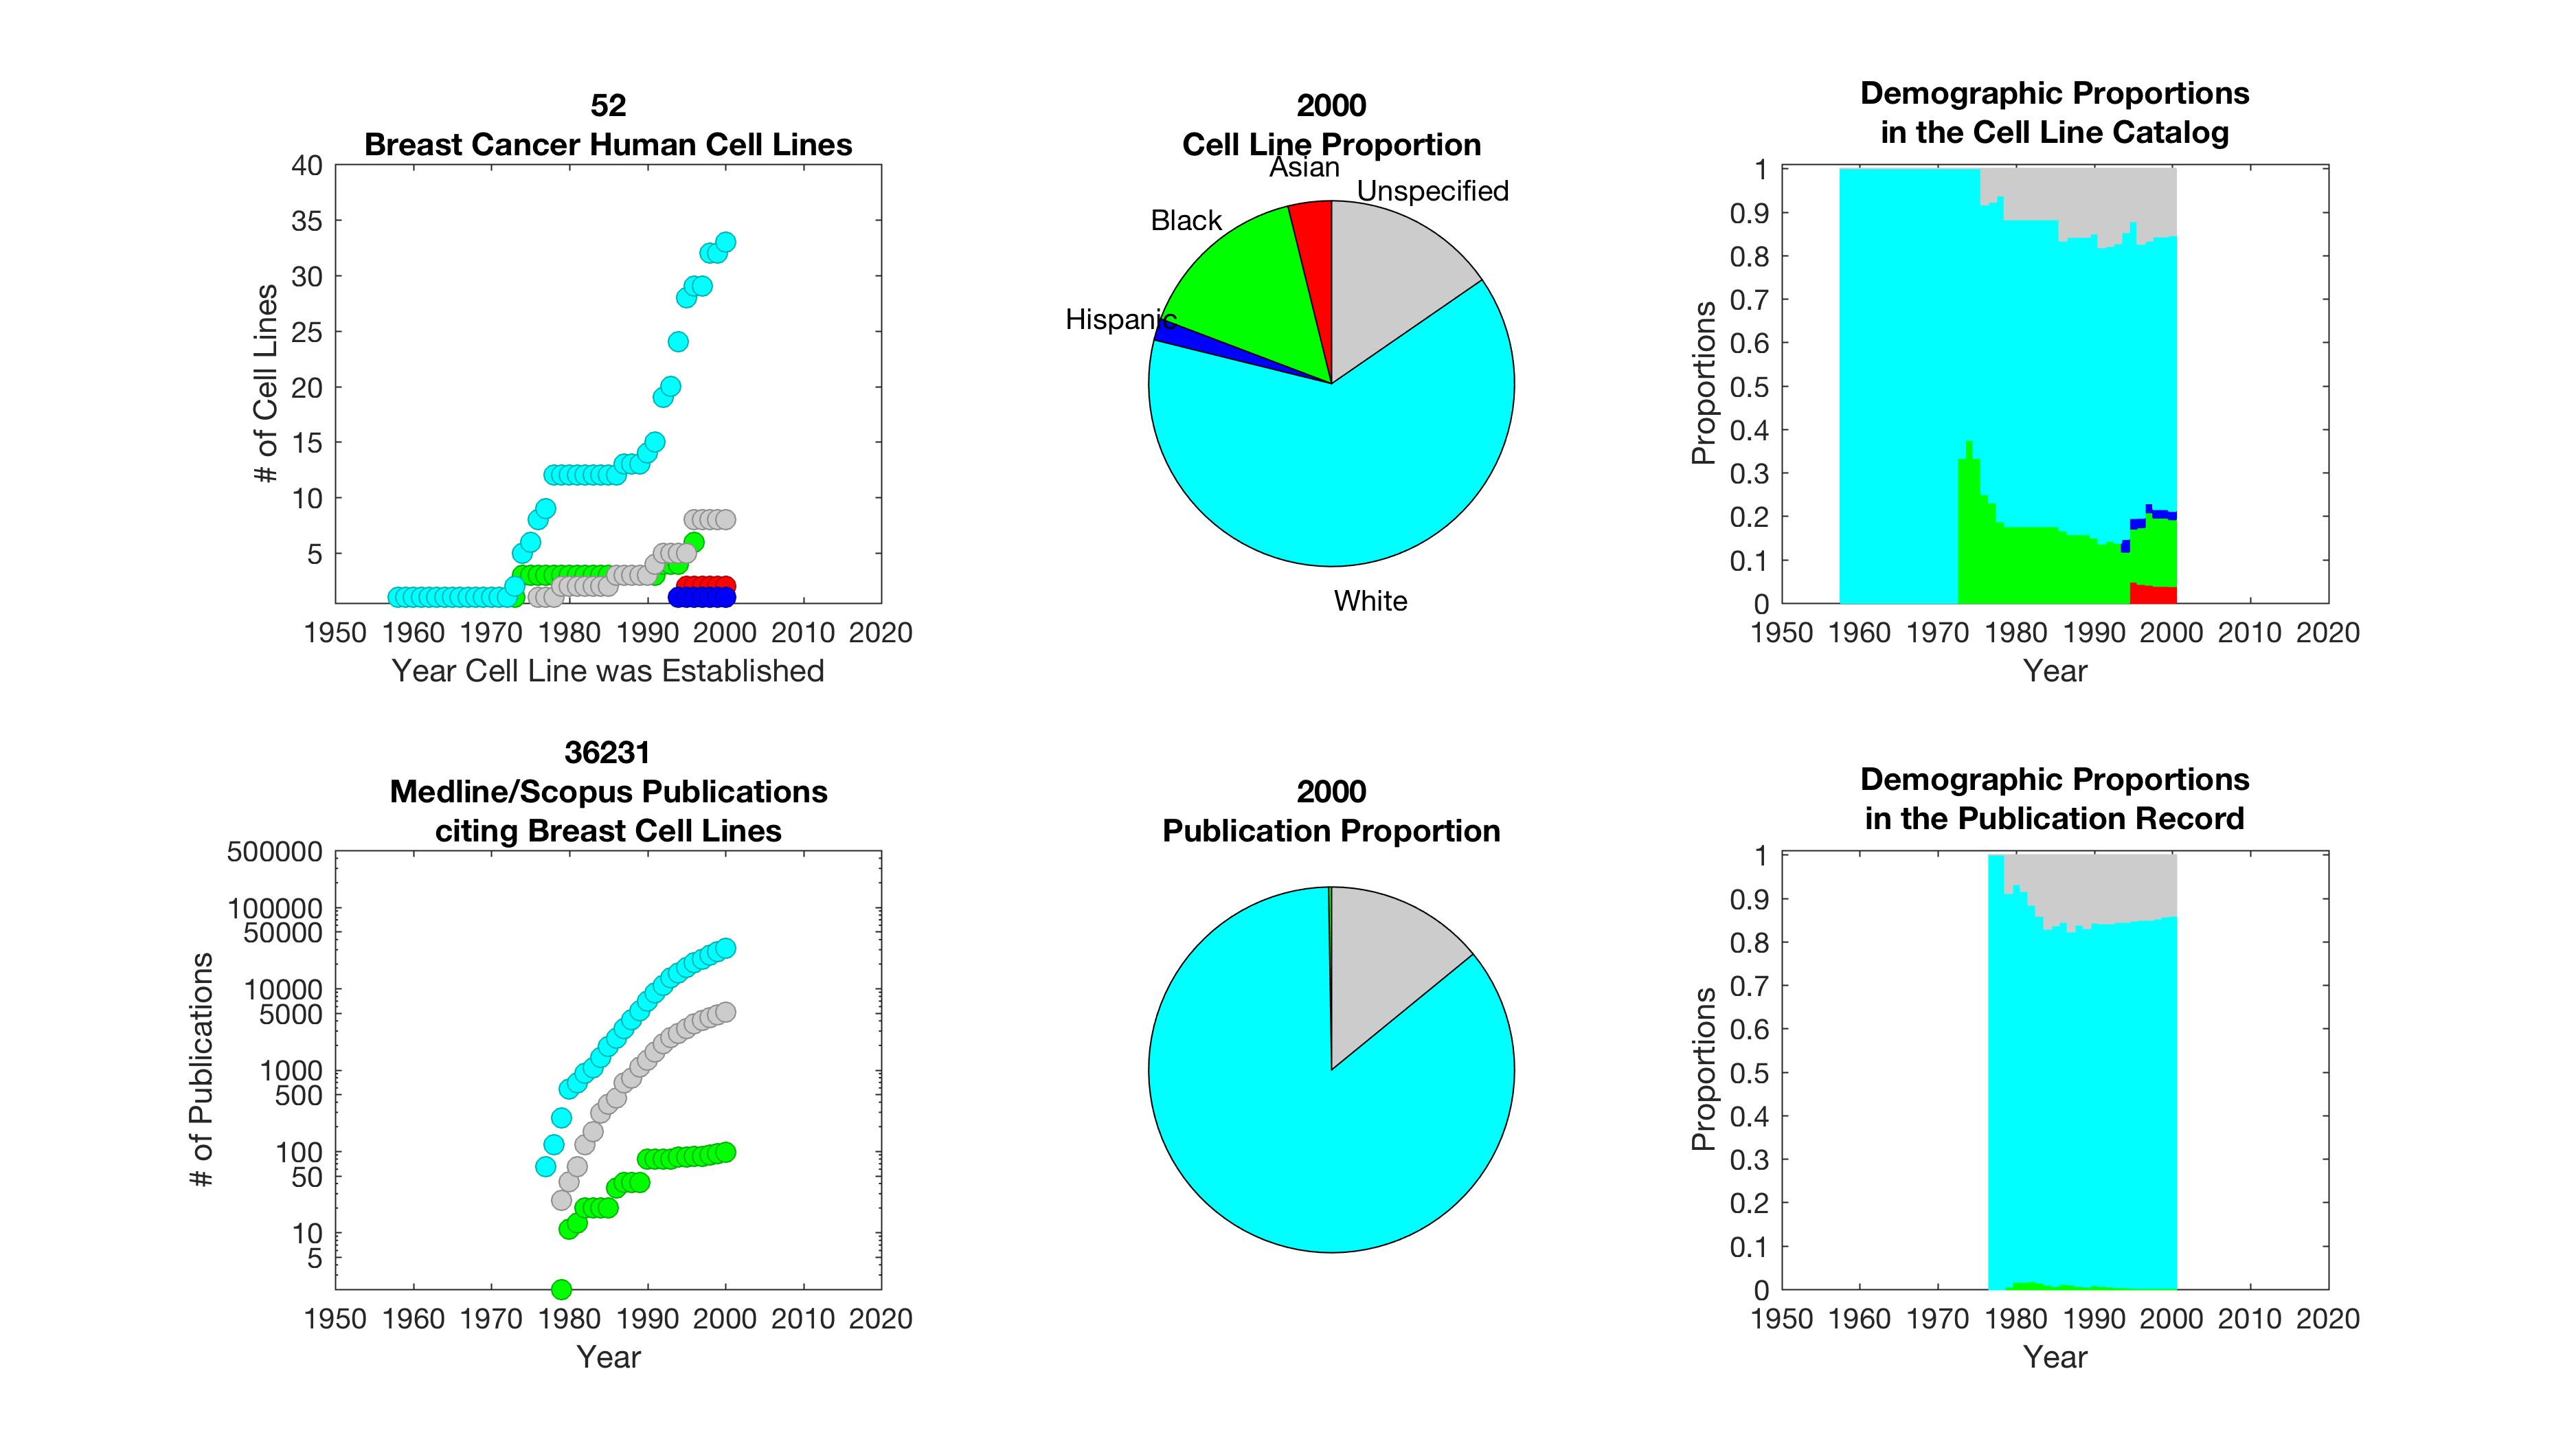 52
Breast Cancer Human Cell Lines
40
35
30
25
20
15
10
5
# of Cell Lines
1950 1960 1970 1980 1990 2000 2010 2020
Year Cell Line was Established
2000
Cell Line Proportion
Asian
Unspecified
Black
Hispanic
White
Demographic Proportions
in the Cell Line Catalog
1
0.9
0.8
0.7
0.6
0.5
0.4
0.3
0.2
0.1
0
Proportions
1950 1960 1970 1980 1990 2000 2010 2020
Year
36231
Medline/Scopus Publications
citing Breast Cell Lines
500000
100000
50000
10000
5000
1000
500
100
50
10
5
# of Publications
1950 1960 1970 1980 1990 2000 2010 2020
Year
2000
Publication Proportion
Demographic Proportions
in the Publication Record
1
0.9
0.8
0.7
0.6
0.5
0.4
0.3
0.2
0.1
0
Proportions
1950 1960 1970 1980 1990 2000 2010 2020
Year